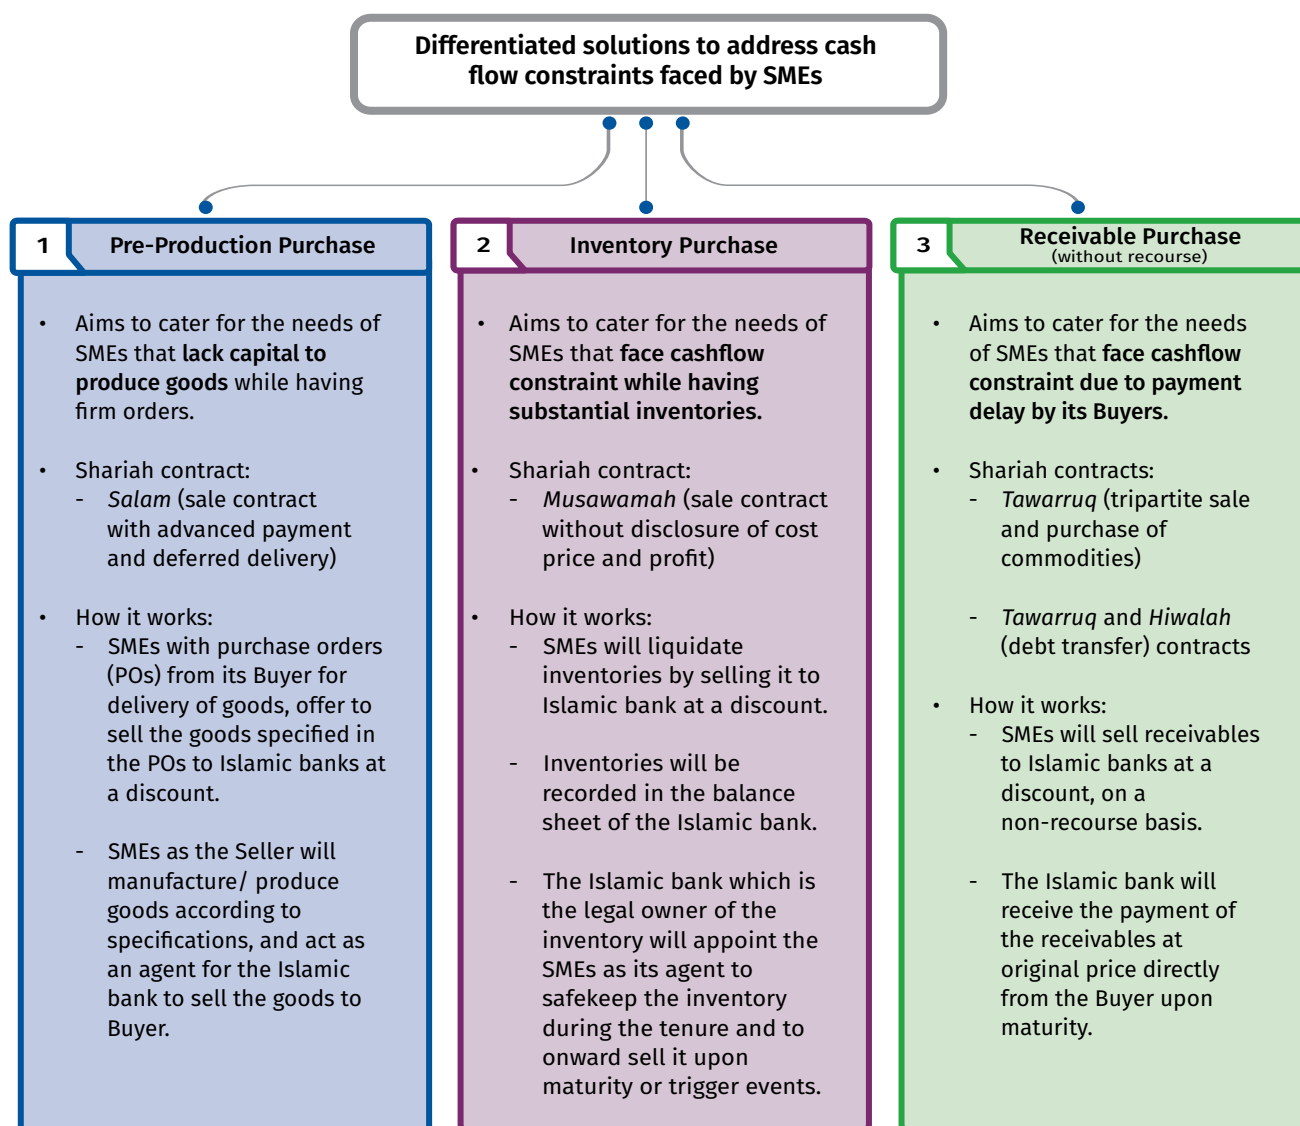 Differentiated solutions to address cash
flow constraints faced by SMEs
1
Pre-Production Purchase
• Aims to cater for the needs of
SMEs that lack capital to
produce goods while having
firm orders.
• Shariah contract:
- Salam (sale contract
with advanced payment
and deferred delivery)
• How it works:
- SMEs with purchase orders
(POs) from its Buyer for
delivery of goods, offer to
sell the goods specified in
the POs to Islamic banks at
a discount.
- SMEs as the Seller will
manufacture/ produce
goods according to
specifications, and act as
an agent for the Islamic
bank to sell the goods to
Buyer.
2
Inventory Purchase
• Aims to cater for the needs of
SMEs that face cashflow
constraint while having
substantial inventories.
• Shariah contract:
- Musawamah (sale contract
without disclosure of cost
price and profit)
• How it works:
- SMEs will liquidate
inventories by selling it to
Islamic bank at a discount.
- Inventories will be
recorded in the balance
sheet of the Islamic bank.
- The Islamic bank which is
the legal owner of the
inventory will appoint the
SMEs as its agent to
safekeep the inventory
during the tenure and to
onward sell it upon
maturity or trigger events.
3
Receivable Purchase
(without recourse)
• Aims to cater for the needs
of SMEs that face cashflow
constraint due to payment
delay by its Buyers.
• Shariah contracts:
- Tawarruq (tripartite sale
and purchase of
commodities)
- Tawarruq and Hiwalah
(debt transfer) contracts
• How it works:
- SMEs will sell receivables
to Islamic banks at a
discount, on a
non-recourse basis.
- The Islamic bank will
receive the payment of
the receivables at
original price directly
from the Buyer upon
maturity.